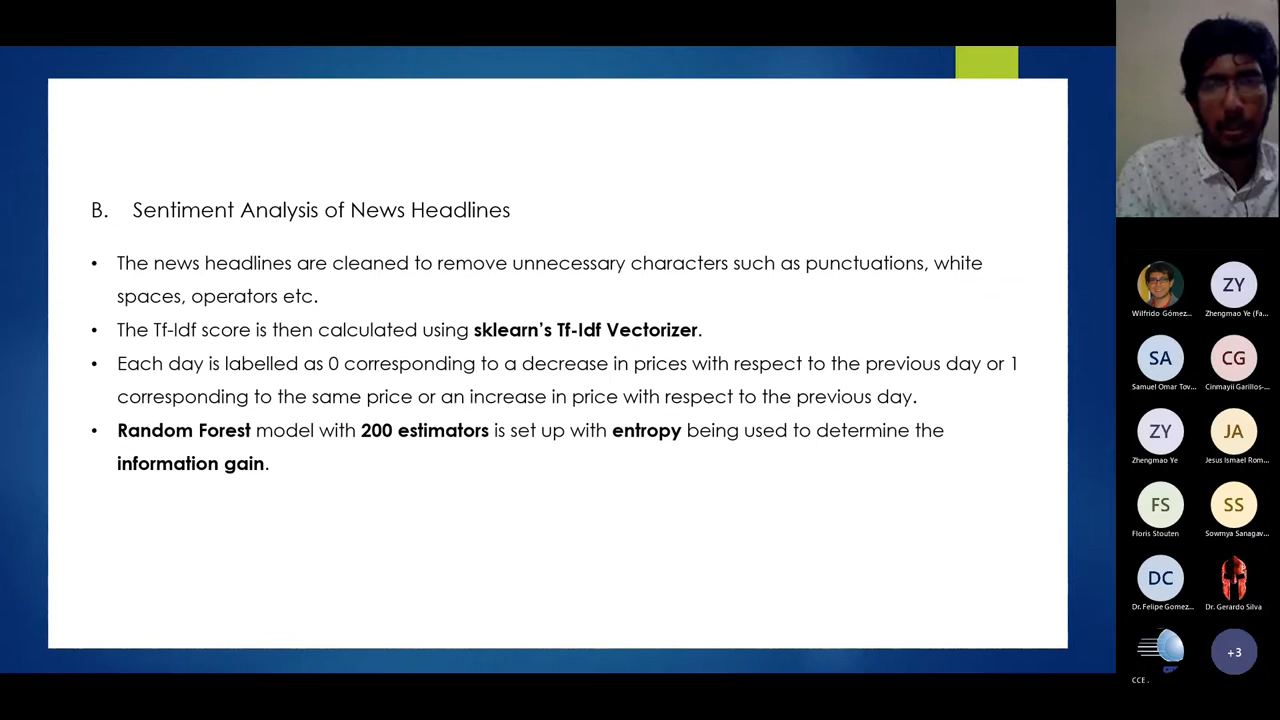 B. Sentiment Analysis of News Headlines
• The news headlines are cleaned to remove unnecessary characters such as punctuations, white
spaces, operators etc.
• The Tf-Idf score is then calculated using sklearn's Tf-Idf Vectorizer.
• Each day is labelled as 0 corresponding to a decrease in prices with respect to the previous day or 1
corresponding to the same price or an increase in price with respect to the previous day.
• Random Forest model with 200 estimators is set up with entropy being used to determine the
information gain.
ZY
Wilfrido Gómez...
Zhengmao Ye (Fa...
SA
CG
Samuel Omar Tov...
Cinmayii Garillos-...
ZY
JA
Zhengmao Ye
Jesus Ismael Rom...
FS
SS
Floris Stouten
Sowmya Sanagav...
DC
Dr. Felipe Gomez...
Dr. Gerardo Silva
+3
CCE .